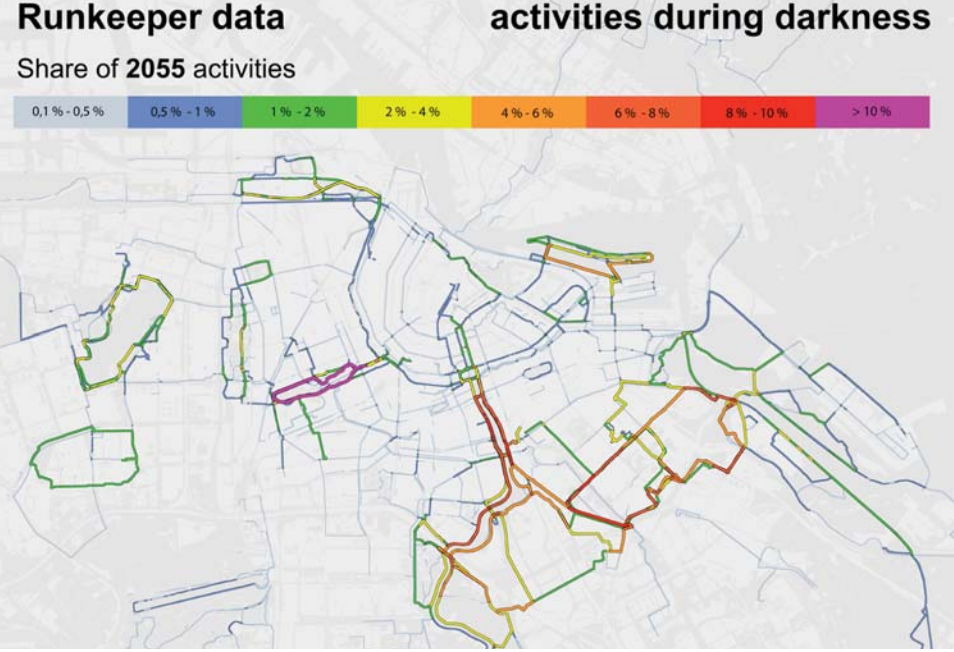 Runkeeper data activities during darkness
Share of 2055 activities
0,1 % - 0,5 % 0,5 % - 1 % 1 % - 2 % 2 % - 4 % 4 % - 6 % 6 % - 8 % 8 % - 10 % > 10 %